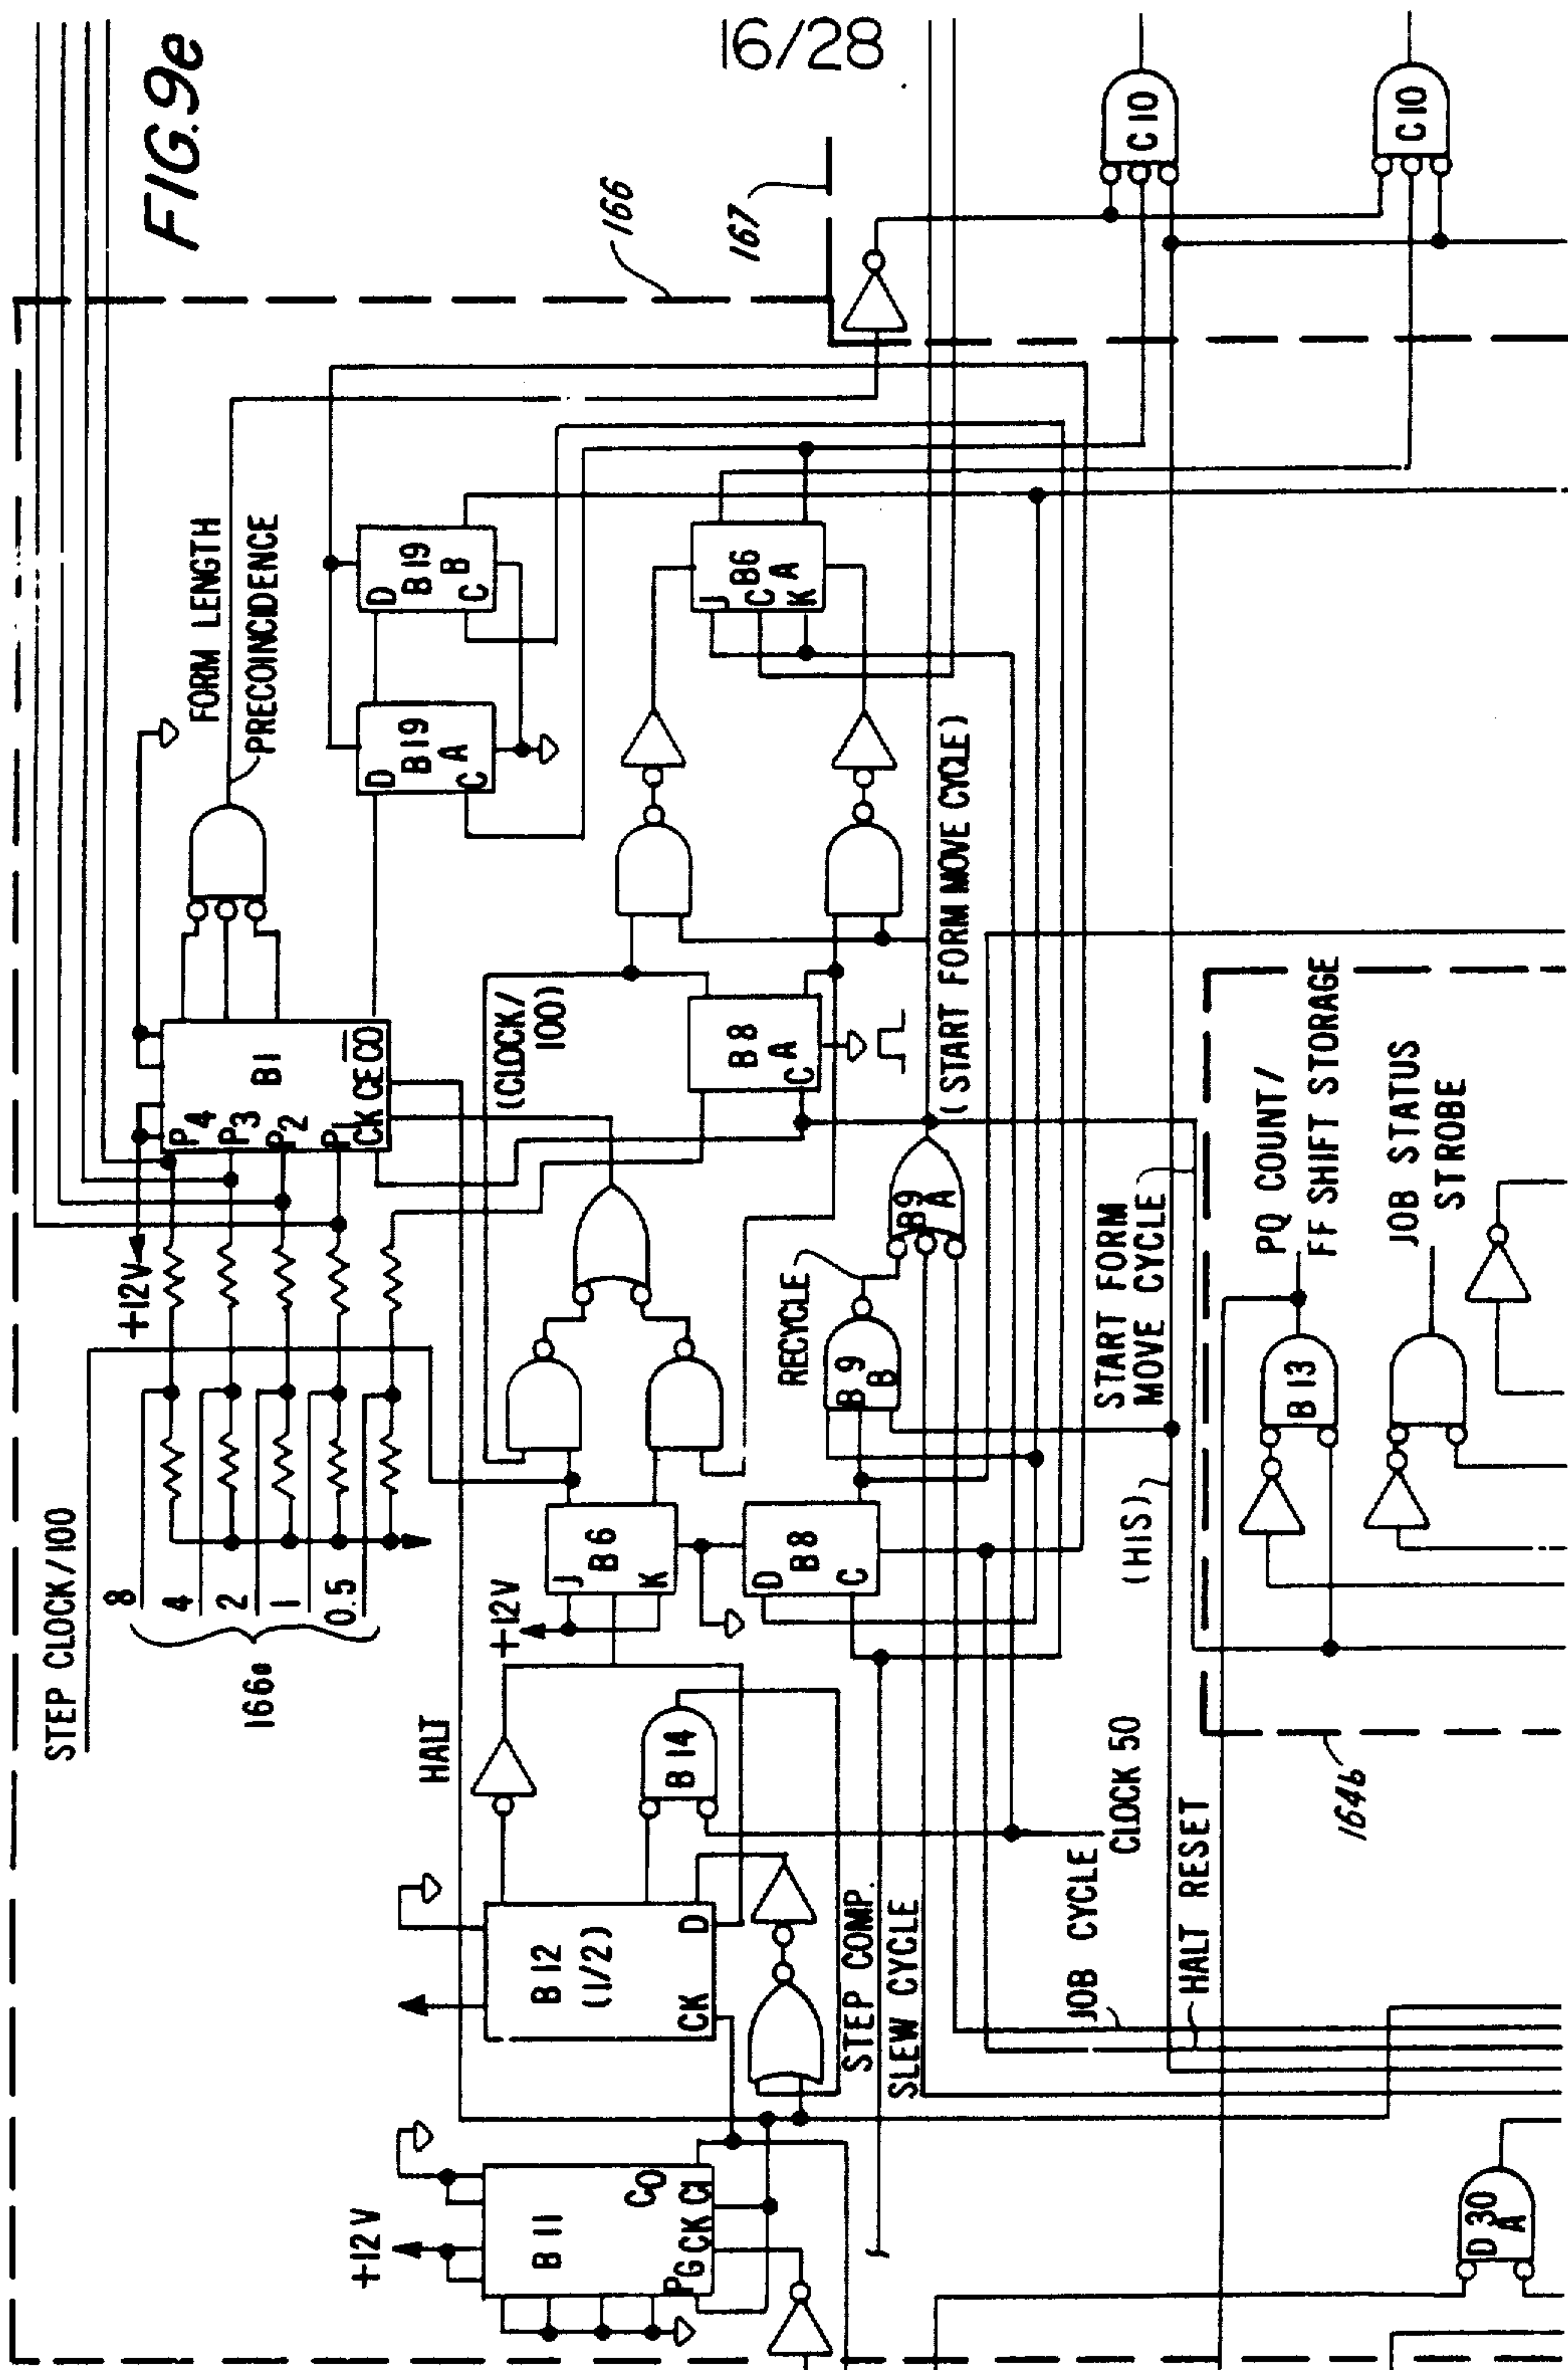 16/28
FIG.9e
STEP CLOCK/100
8
4
2
1
0.5
166a
+12V
P4
P3
P2
P1
CK
CE
CO
B1
FORM LENGTH
PRECOINCIDENCE
166
167
D
B19
A
C
D
B19
B
C
HALT
+12V
J
B6
K
(CLOCK/
100)
B8
A
C
J
B6
C
A
K
+12V
B11
PG
CK
CI
CO
B12
(1/2)
CK
D
B14
D
B8
C
RECYCLE
B9
B
B9
A
(START FORM MOVE CYCLE)
C10
C10
STEP COMP.
SLEW CYCLE
CLOCK 50
JOB CYCLE
HALT RESET
(HIS)
START FORM
MOVE CYCLE
164b
B13
PQ COUNT/
FF SHIFT STORAGE
JOB STATUS
STROBE
D30
A